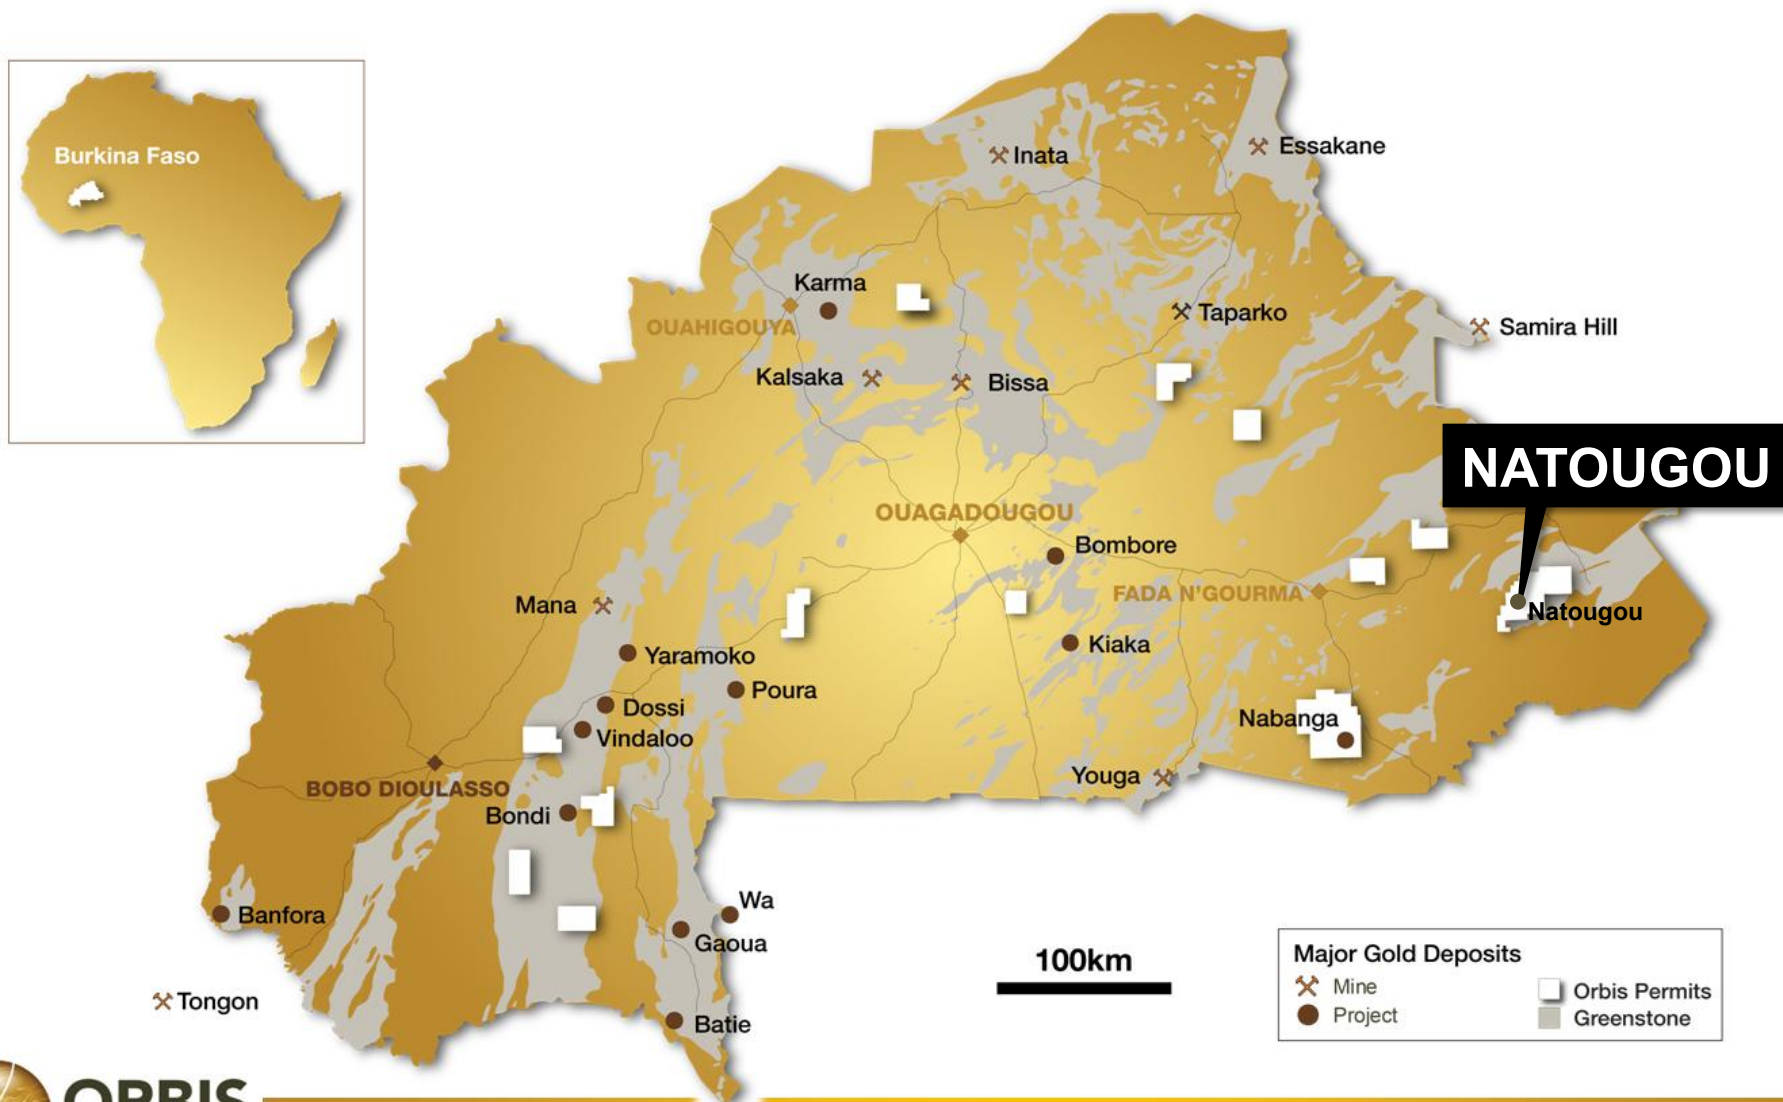 Burkina Faso
Inata
Essakane
Karma
OUAHIGOUYA
Taparko
Samira Hill
Kalsaka
Bissa
NATOUGOU
OUAGADOUGOU
Bombore
FADA N'GOURMA
Mana
Natougou
Yaramoko
Kiaka
Poura
Dossi
Vindaloo
Nabanga
Youga
BOBO DIOULASSO
Bondi
Wa
Banfora
Gaoua
Tongon
Batie
100km
Major Gold Deposits
Mine
Project
Orbis Permits
Greenstone
ORBIS